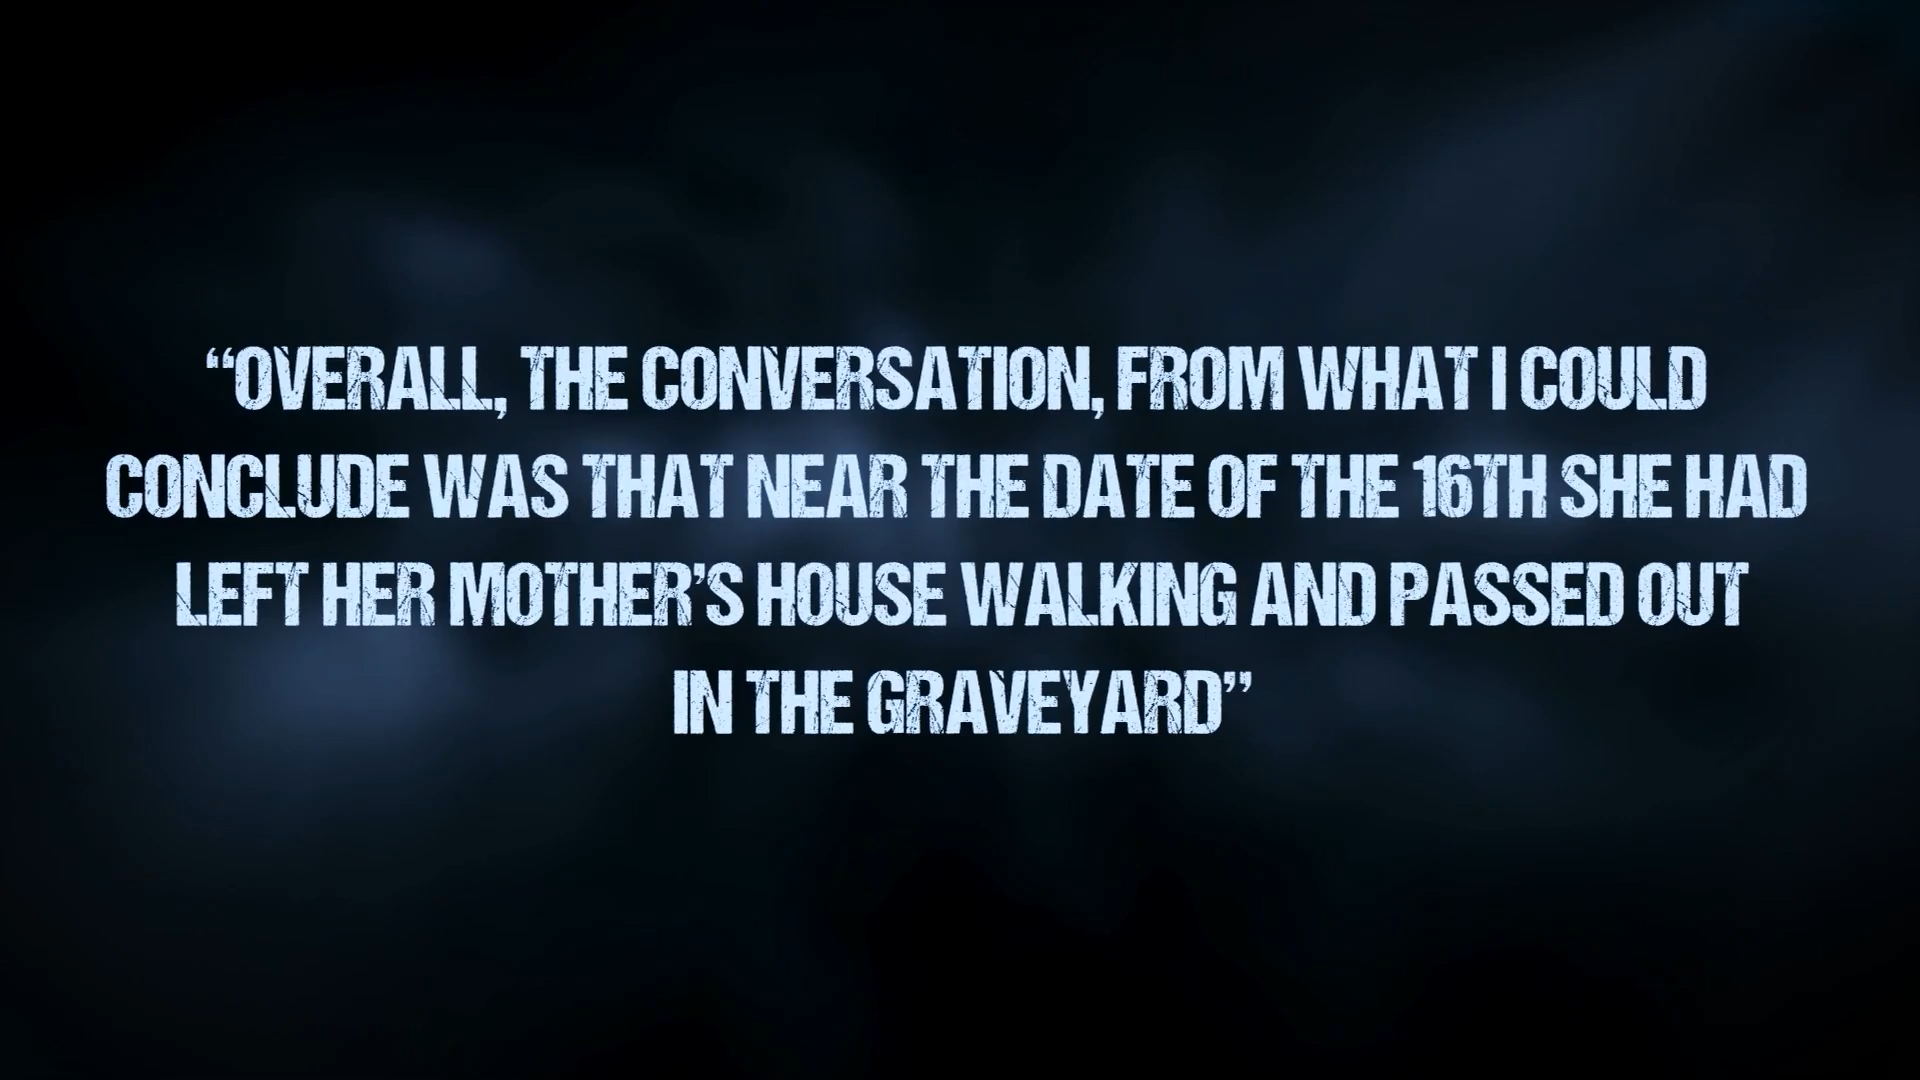 “OVERALL, THE CONVERSATION, FROM WHAT I COULD
CONCLUDE WAS THAT NEAR THE DATE OF THE 16TH SHE HAD
LEFT HER MOTHER’S HOUSE WALKING AND PASSED OUT
IN THE GRAVEYARD”